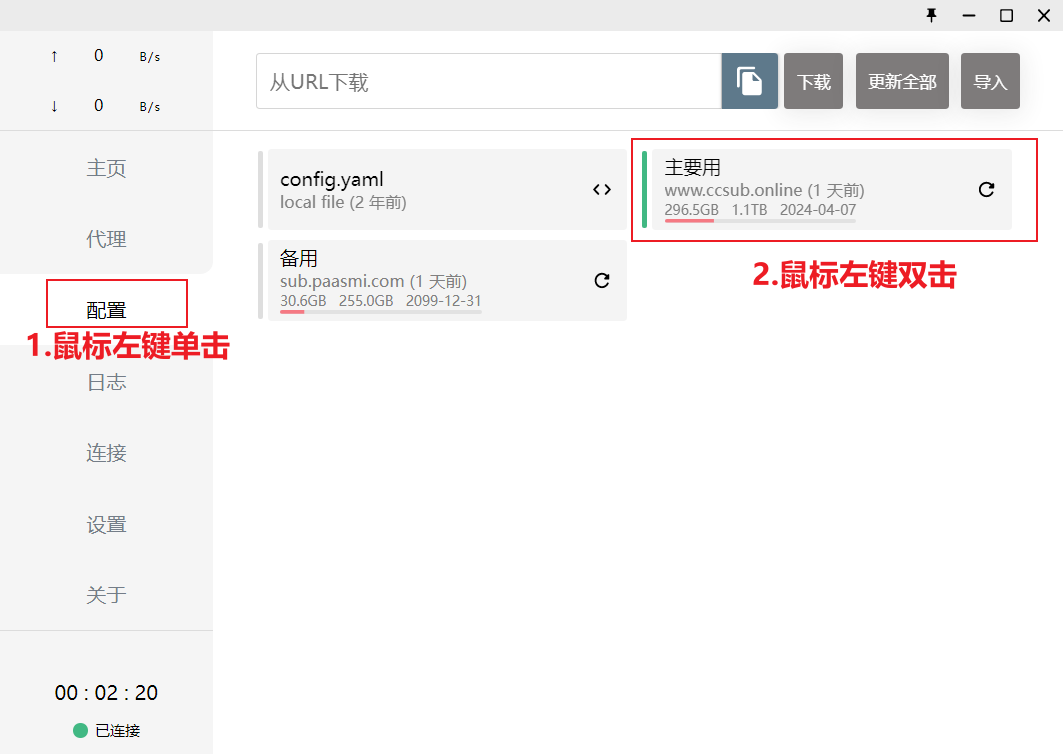 ↑ 0 B/s
↓ 0 B/s
从URL下载
下载
更新全部
导入
主页
代理
配置
1.鼠标左键单击
日志
连接
设置
关于
00 : 02 : 20
已连接
config.yaml
local file (2 年前)
主要用
www.ccsub.online (1 天前)
296.5GB 1.1TB 2024-04-07
2.鼠标左键双击
备用
sub.paasmi.com (1 天前)
30.6GB 255.0GB 2099-12-31